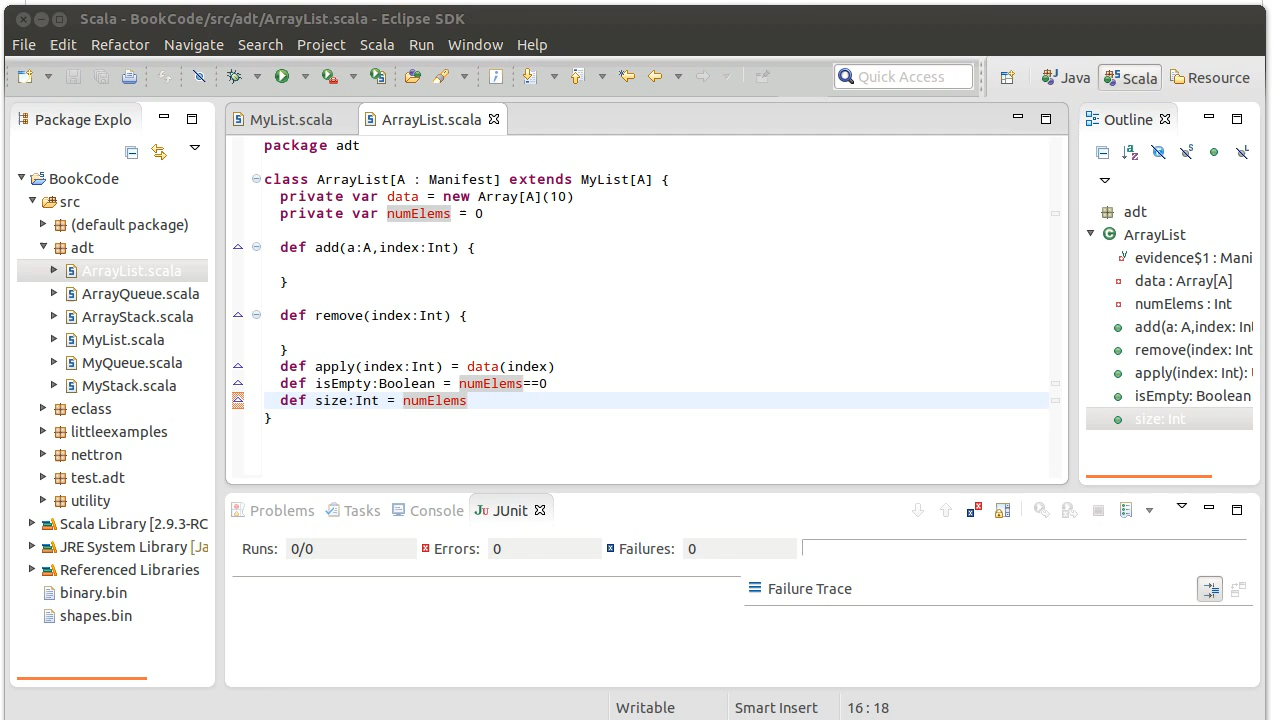 Scala - BookCode/src/adt/ArrayList.scala - Eclipse SDK
File Edit Refactor Navigate Search Project Scala Run Window Help
Quick Access
Java
Scala
Resource
Package Explo
BookCode
src
(default package)
adt
ArrayList.scala
ArrayQueue.scala
ArrayStack.scala
MyList.scala
MyQueue.scala
MyStack.scala
eclass
littleexamples
nettron
test.adt
utility
Scala Library [2.9.3-RC
JRE System Library [Ja
Referenced Libraries
binary.bin
shapes.bin
MyList.scala
ArrayList.scala
package adt
class ArrayList[A : Manifest] extends MyList[A] {
private var data = new Array[A](10)
private var numElems = 0
def add(a:A,index:Int) {
}
def remove(index:Int) {
}
def apply(index:Int) = data(index)
def isEmpty:Boolean = numElems==0
def size:Int = numElems
}
Outline
adt
ArrayList
evidence$1 : Mani
data : Array[A]
numElems : Int
add(a: A,index: Int
remove(index: Int
apply(index: Int): 
isEmpty: Boolean
size: Int
Problems
Tasks
Console
JUnit
Runs: 0/0
Errors: 0
Failures: 0
Failure Trace
Writable
Smart Insert
16 : 18